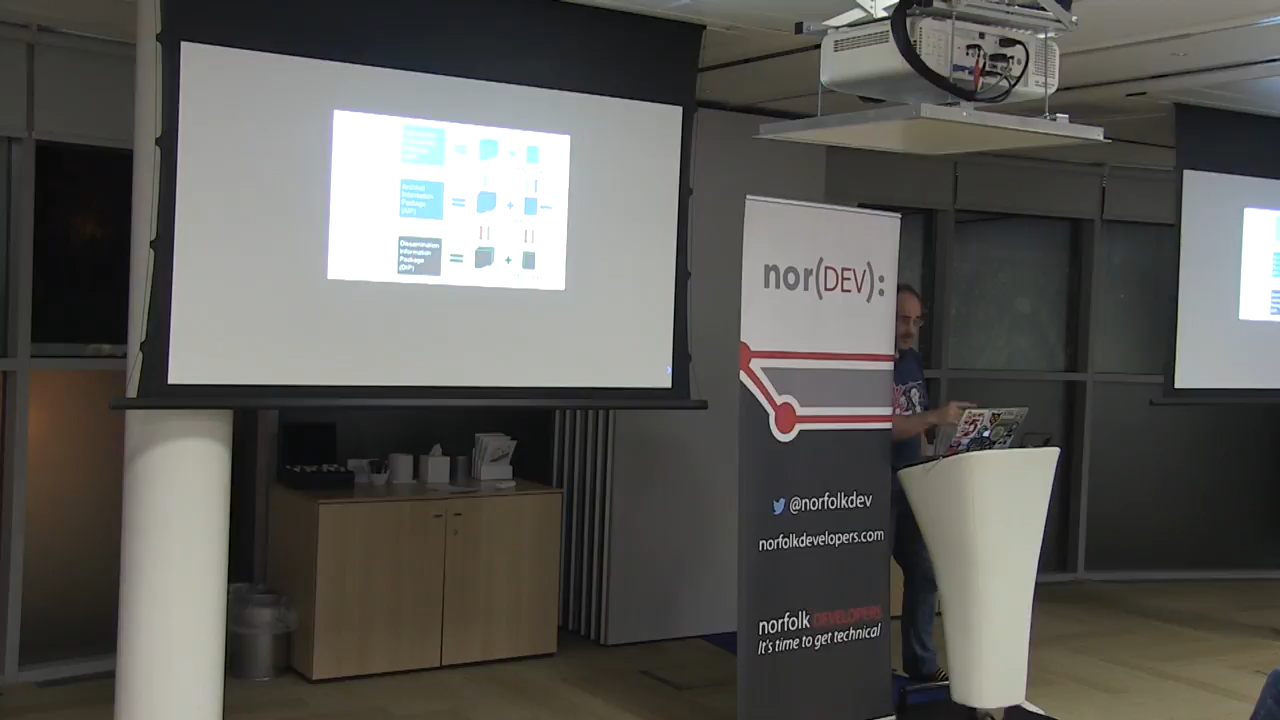 Archival
Information
Package
(AIP)
=
+
Dissemination
Information
Package
(DIP)
=
+
nor(DEV):
@norfolkdev
norfolkdevelopers.com
norfolk DEVELOPERS
It's time to get technical